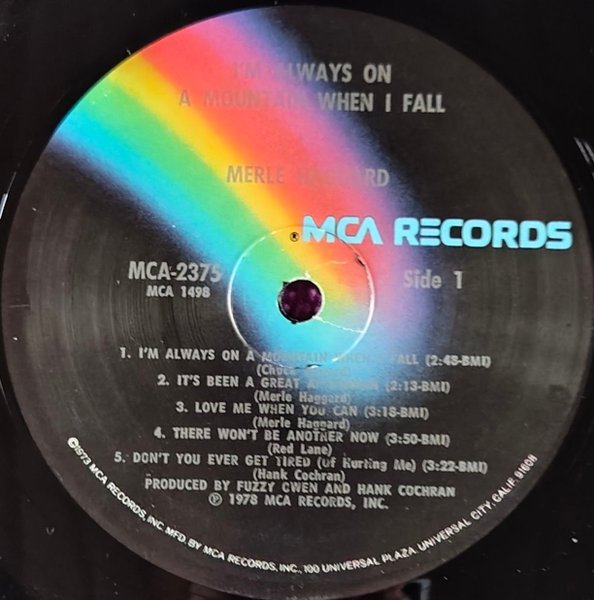 I'M ALWAYS ON
A MOUNTAIN WHEN I FALL
MERLE HAGGARD
® MCA RECORDS
MCA-2375
MCA 1498
Side 1
1. I'M ALWAYS ON A MOUNTAIN WHEN I FALL (2:48-BMI)
(Chuck Howard)
2. IT'S BEEN A GREAT AFTERNOON (2:13-BMI)
(Merle Haggard)
3. LOVE ME WHEN YOU CAN (3:18-BMI)
(Merle Haggard)
4. THERE WON'T BE ANOTHER NOW (3:50-BMI)
(Red Lane)
5. DON'T YOU EVER GET TIRED (Of Hurting Me) (3:22-BMI)
(Hank Cochran)
PRODUCED BY FUZZY OWEN AND HANK COCHRAN
℗ 1978 MCA RECORDS, INC.
©1973 MCA RECORDS, INC. MFD. BY MCA RECORDS, INC., 100 UNIVERSAL PLAZA, UNIVERSAL CITY, CALIF. 91608